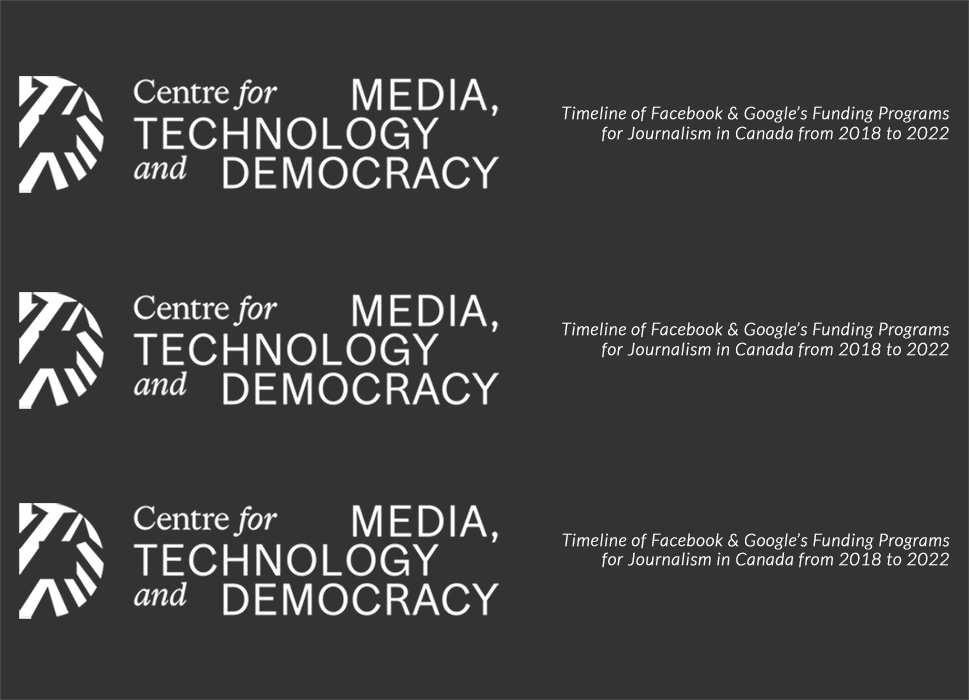 Centre for MEDIA,
TECHNOLOGY
and DEMOCRACY
Timeline of Facebook & Google's Funding Programs
for Journalism in Canada from 2018 to 2022
Centre for MEDIA,
TECHNOLOGY
and DEMOCRACY
Timeline of Facebook & Google's Funding Programs
for Journalism in Canada from 2018 to 2022
Centre for MEDIA,
TECHNOLOGY
and DEMOCRACY
Timeline of Facebook & Google's Funding Programs
for Journalism in Canada from 2018 to 2022